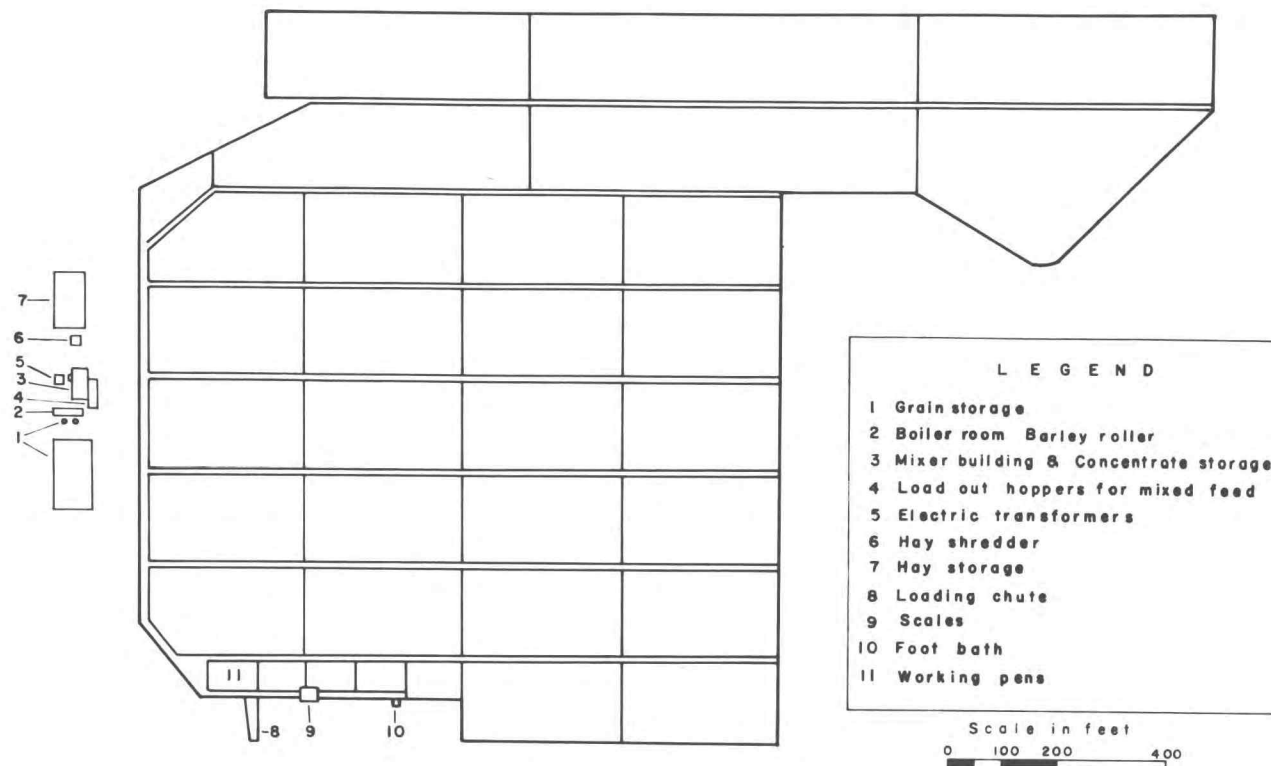 7
6
5
3
4
2
1
11
8
9
10
LEGEND
1 Grain storage
2 Boiler room Barley roller
3 Mixer building & Concentrate storage
4 Load out hoppers for mixed feed
5 Electric transformers
6 Hay shredder
7 Hay storage
8 Loading chute
9 Scales
10 Foot bath
11 Working pens
Scale in feet
0 100 200 400